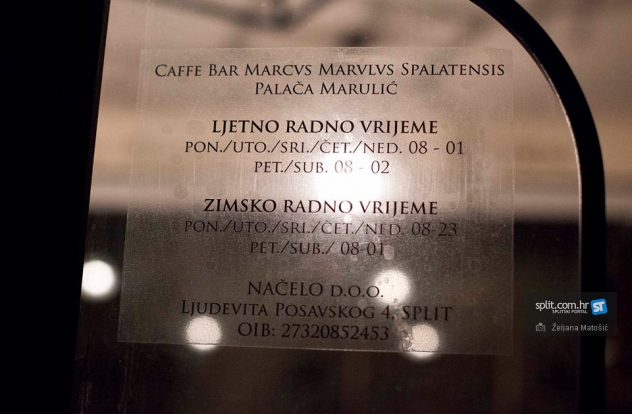 CAFFE BAR MARCVS MARVLVS SPALATENSIS
PALAČA MARULIĆ
LJETNO RADNO VRIJEME
PON./UTO./SRI./ČET./NED. 08 - 01
PET./SUB. 08 - 02
ZIMSKO RADNO VRIJEME
PON./UTO./SRI./ČET./NED. 08-23
PET./SUB./ 08-01
NAČELO D.O.O.
LJUDEVITA POSAVSKOG 4, SPLIT
OIB: 27320852453
split.com.hr ST
SPLITSKI PORTAL
Željana Matošić